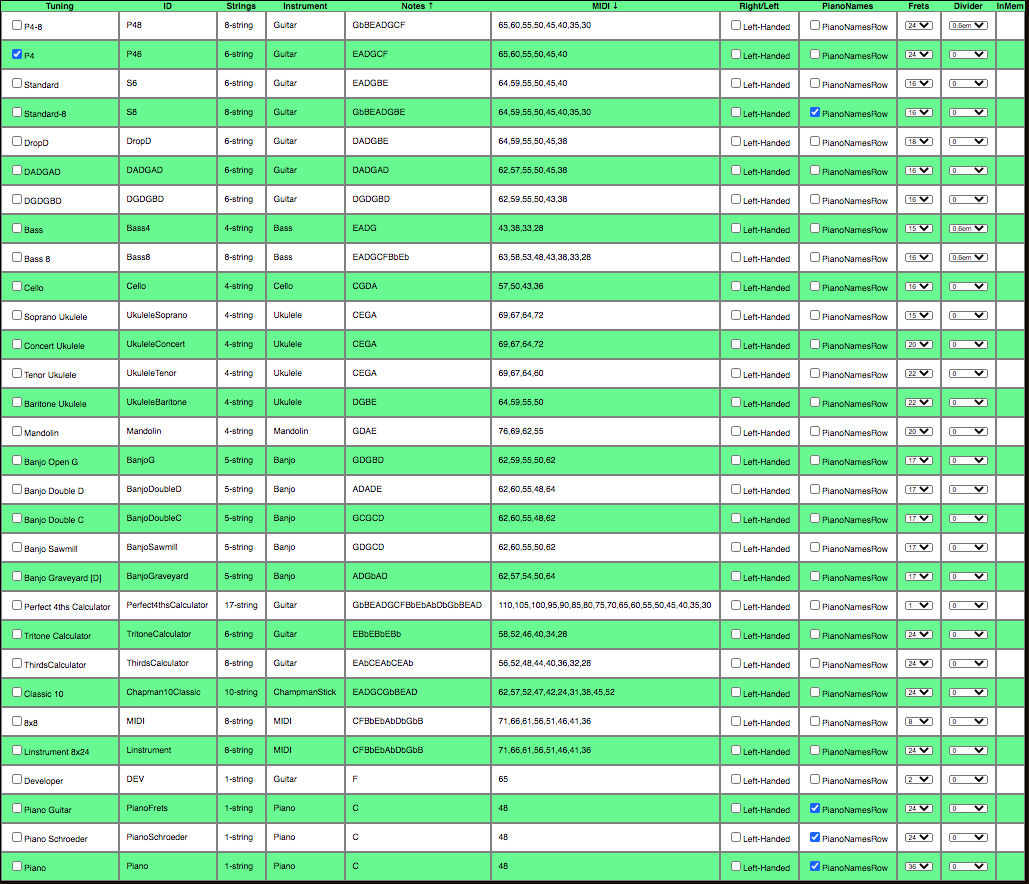 Tuning ID Strings Instrument Notes ↑ MIDI ↓ Right/Left PianoNames Frets Divider InMem
P4-8 P48 8-string Guitar GbBEADGCF 65,60,55,50,45,40,35,30 Left-Handed PianoNamesRow 24 0.6em
P4 P46 6-string Guitar EADGCF 65,60,55,50,45,40 Left-Handed PianoNamesRow 24 0
Standard S6 6-string Guitar EADGBE 64,59,55,50,45,40 Left-Handed PianoNamesRow 16 0
Standard-8 S8 8-string Guitar GbBEADGBE 64,59,55,50,45,40,35,30 Left-Handed PianoNamesRow 16 0
DropD DropD 6-string Guitar DADGBE 64,59,55,50,45,38 Left-Handed PianoNamesRow 18 0
DADGAD DADGAD 6-string Guitar DADGAD 62,57,55,50,45,38 Left-Handed PianoNamesRow 16 0
DGDGBD DGDGBD 6-string Guitar DGDGBD 62,59,55,50,43,38 Left-Handed PianoNamesRow 16 0
Bass Bass4 4-string Bass EADG 43,38,33,28 Left-Handed PianoNamesRow 15 0.6em
Bass 8 Bass8 8-string Bass EADGCFBbEb 63,58,53,48,43,38,33,28 Left-Handed PianoNamesRow 16 0.6em
Cello Cello 4-string Cello CGDA 57,50,43,36 Left-Handed PianoNamesRow 16 0
Soprano Ukulele UkuleleSoprano 4-string Ukulele CEGA 69,67,64,72 Left-Handed PianoNamesRow 15 0
Concert Ukulele UkuleleConcert 4-string Ukulele CEGA 69,67,64,72 Left-Handed PianoNamesRow 20 0
Tenor Ukulele UkuleleTenor 4-string Ukulele CEGA 69,67,64,60 Left-Handed PianoNamesRow 22 0
Baritone Ukulele UkuleleBaritone 4-string Ukulele DGBE 64,59,55,50 Left-Handed PianoNamesRow 22 0
Mandolin Mandolin 4-string Mandolin GDAE 76,69,62,55 Left-Handed PianoNamesRow 20 0
Banjo Open G BanjoG 5-string Banjo GDGBD 62,59,55,50,62 Left-Handed PianoNamesRow 17 0
Banjo Double D BanjoDoubleD 5-string Banjo ADADE 62,60,55,48,64 Left-Handed PianoNamesRow 17 0
Banjo Double C BanjoDoubleC 5-string Banjo GCGCD 62,60,55,48,62 Left-Handed PianoNamesRow 17 0
Banjo Sawmill BanjoSawmill 5-string Banjo GDGCD 62,60,55,50,62 Left-Handed PianoNamesRow 17 0
Banjo Graveyard [D] BanjoGraveyard 5-string Banjo ADGbAD 62,57,54,50,64 Left-Handed PianoNamesRow 17 0
Perfect 4ths Calculator Perfect4thsCalculator 17-string Guitar GbBEADGCFBbEbAbDbGbBEAD 110,105,100,95,90,85,80,75,70,65,60,55,50,45,40,35,30 Left-Handed PianoNamesRow 1 0
Tritone Calculator TritoneCalculator 6-string Guitar EBbEBbEBb 58,52,46,40,34,28 Left-Handed PianoNamesRow 24 0
ThirdsCalculator ThirdsCalculator 8-string Guitar EAbCEAbCEAb 56,52,48,44,40,36,32,28 Left-Handed PianoNamesRow 24 0
Classic 10 Chapman10Classic 10-string ChampmanStick EADGCGbBEAD 62,57,52,47,42,24,31,38,45,52 Left-Handed PianoNamesRow 24 0
8x8 MIDI 8-string MIDI CFBbEbAbDbGbB 71,66,61,56,51,46,41,36 Left-Handed PianoNamesRow 8 0
Linstrument 8x24 Linstrument 8-string MIDI CFBbEbAbDbGbB 71,66,61,56,51,46,41,36 Left-Handed PianoNamesRow 24 0
Developer DEV 1-string Guitar F 65 Left-Handed PianoNamesRow 2 0
Piano Guitar PianoFrets 1-string Piano C 48 Left-Handed PianoNamesRow 24 0
Piano Schroeder PianoSchroeder 1-string Piano C 48 Left-Handed PianoNamesRow 24 0
Piano Piano 1-string Piano C 48 Left-Handed PianoNamesRow 36 0